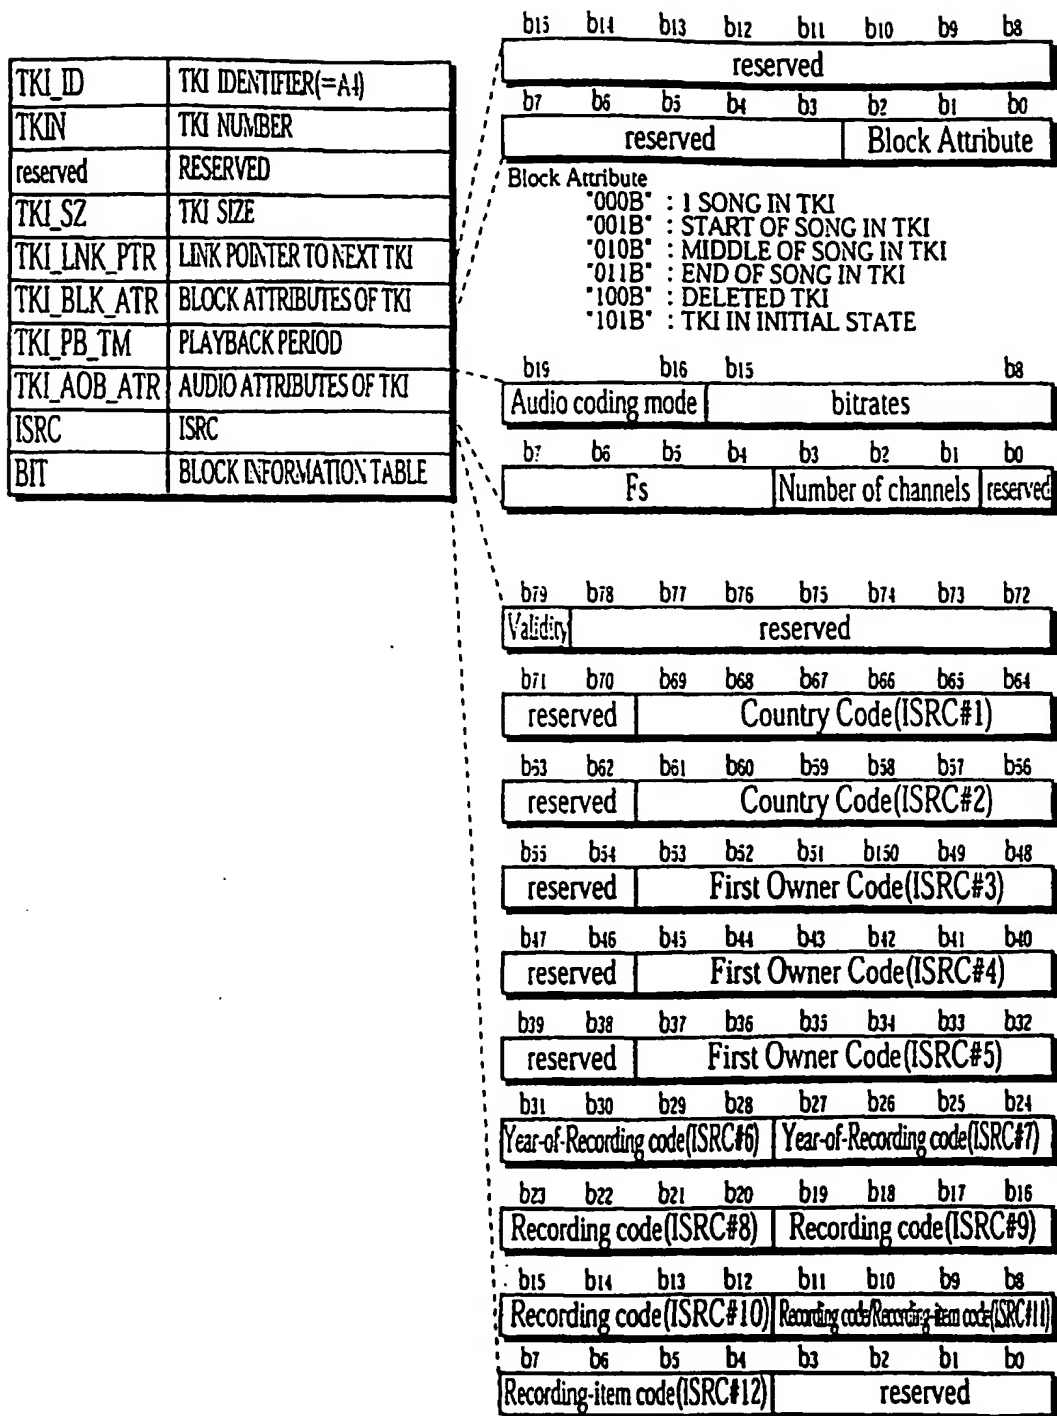 TKI_ID TKI IDENTIFIER(=A4)
TKIN TKI NUMBER
reserved RESERVED
TKI_SZ TKI SIZE
TKI_LNK_PTR LINK POINTER TO NEXT TKI
TKI_BLK_ATR BLOCK ATTRIBUTES OF TKI
TKI_PB_TM PLAYBACK PERIOD
TKI_AOB_ATR AUDIO ATTRIBUTES OF TKI
ISRC ISRC
BIT BLOCK INFORMATION TABLE
b15 b14 b13 b12 b11 b10 b9 b8
reserved
b7 b6 b5 b4 b3 b2 b1 b0
reserved Block Attribute
Block Attribute
"000B" : 1 SONG IN TKI
"001B" : START OF SONG IN TKI
"010B" : MIDDLE OF SONG IN TKI
"011B" : END OF SONG IN TKI
"100B" : DELETED TKI
"101B" : TKI IN INITIAL STATE
b19 b16 b15 b8
Audio coding mode bitrates
b7 b6 b5 b4 b3 b2 b1 b0
Fs Number of channels reserved
b79 b78 b77 b76 b75 b74 b73 b72
Validity reserved
b71 b70 b69 b68 b67 b66 b65 b64
reserved Country Code(ISRC#1)
b53 b62 b61 b60 b59 b58 b57 b56
reserved Country Code(ISRC#2)
b55 b54 b53 b52 b51 b150 b49 b48
reserved First Owner Code(ISRC#3)
b47 b46 b45 b44 b43 b42 b41 b40
reserved First Owner Code(ISRC#4)
b39 b38 b37 b36 b35 b34 b33 b32
reserved First Owner Code(ISRC#5)
b31 b30 b29 b28 b27 b26 b25 b24
Year-of-Recording code(ISRC#6) Year-of-Recording code(ISRC#7)
b23 b22 b21 b20 b19 b18 b17 b16
Recording code(ISRC#8) Recording code(ISRC#9)
b15 b14 b13 b12 b11 b10 b9 b8
Recording code(ISRC#10) Recording code/Recording-item code(ISRC#11)
b7 b6 b5 b4 b3 b2 b1 b0
Recording-item code(ISRC#12) reserved